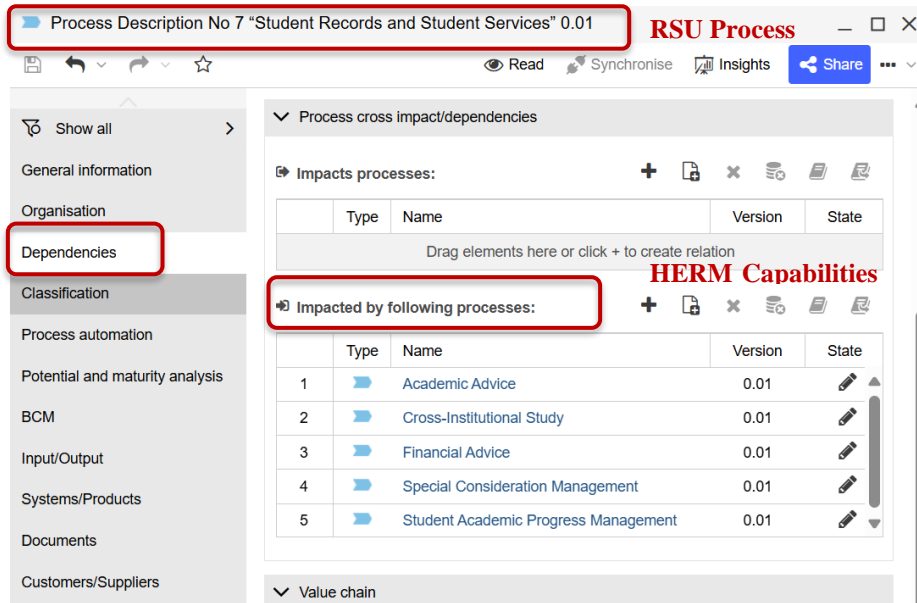 Process Description No 7 “Student Records and Student Services” 0.01
RSU Process
Read
Synchronise
Insights
Share
Show all
General information
Organisation
Dependencies
Classification
Process automation
Potential and maturity analysis
BCM
Input/Output
Systems/Products
Documents
Customers/Suppliers
Process cross impact/dependencies
Impacts processes:
Type Name Version State
Drag elements here or click + to create relation
HERM Capabilities
Impacted by following processes:
Type Name Version State
1 Academic Advice 0.01
2 Cross-Institutional Study 0.01
3 Financial Advice 0.01
4 Special Consideration Management 0.01
5 Student Academic Progress Management 0.01
Value chain